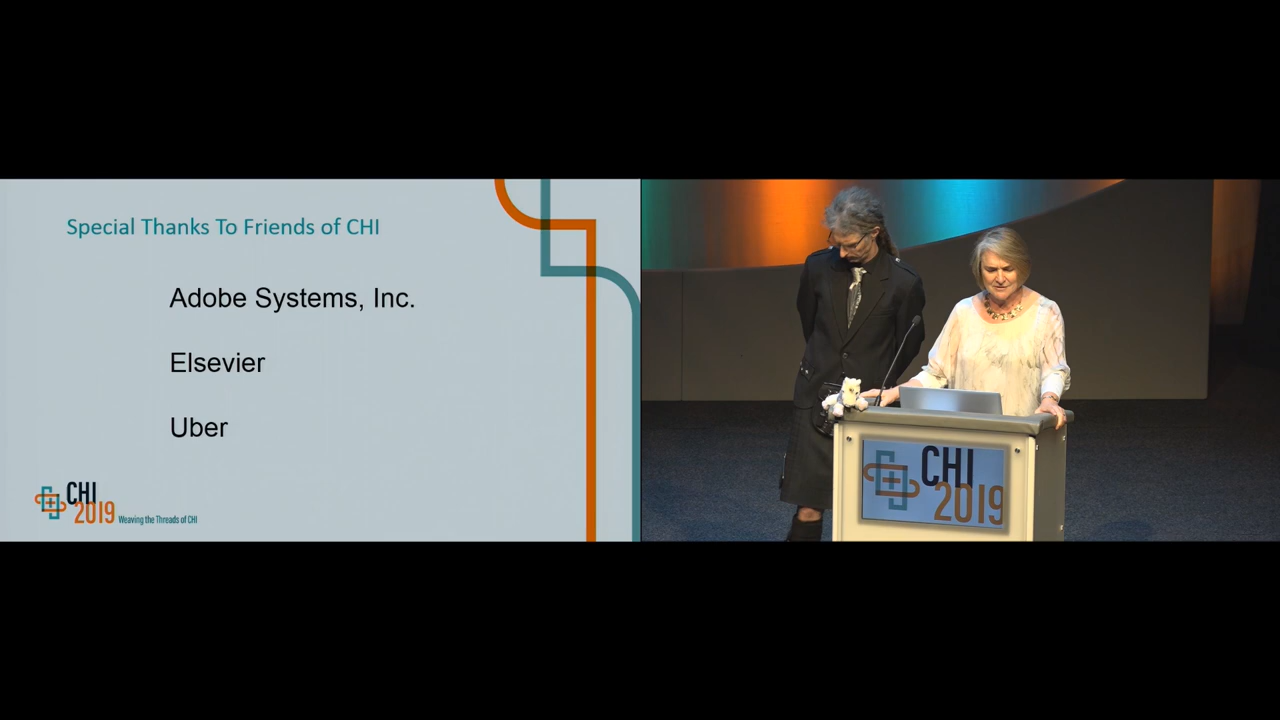 Special Thanks To Friends of CHI
Adobe Systems, Inc.
Elsevier
Uber
CHI
2019 Weaving the Threads of CHI
CHI
2019